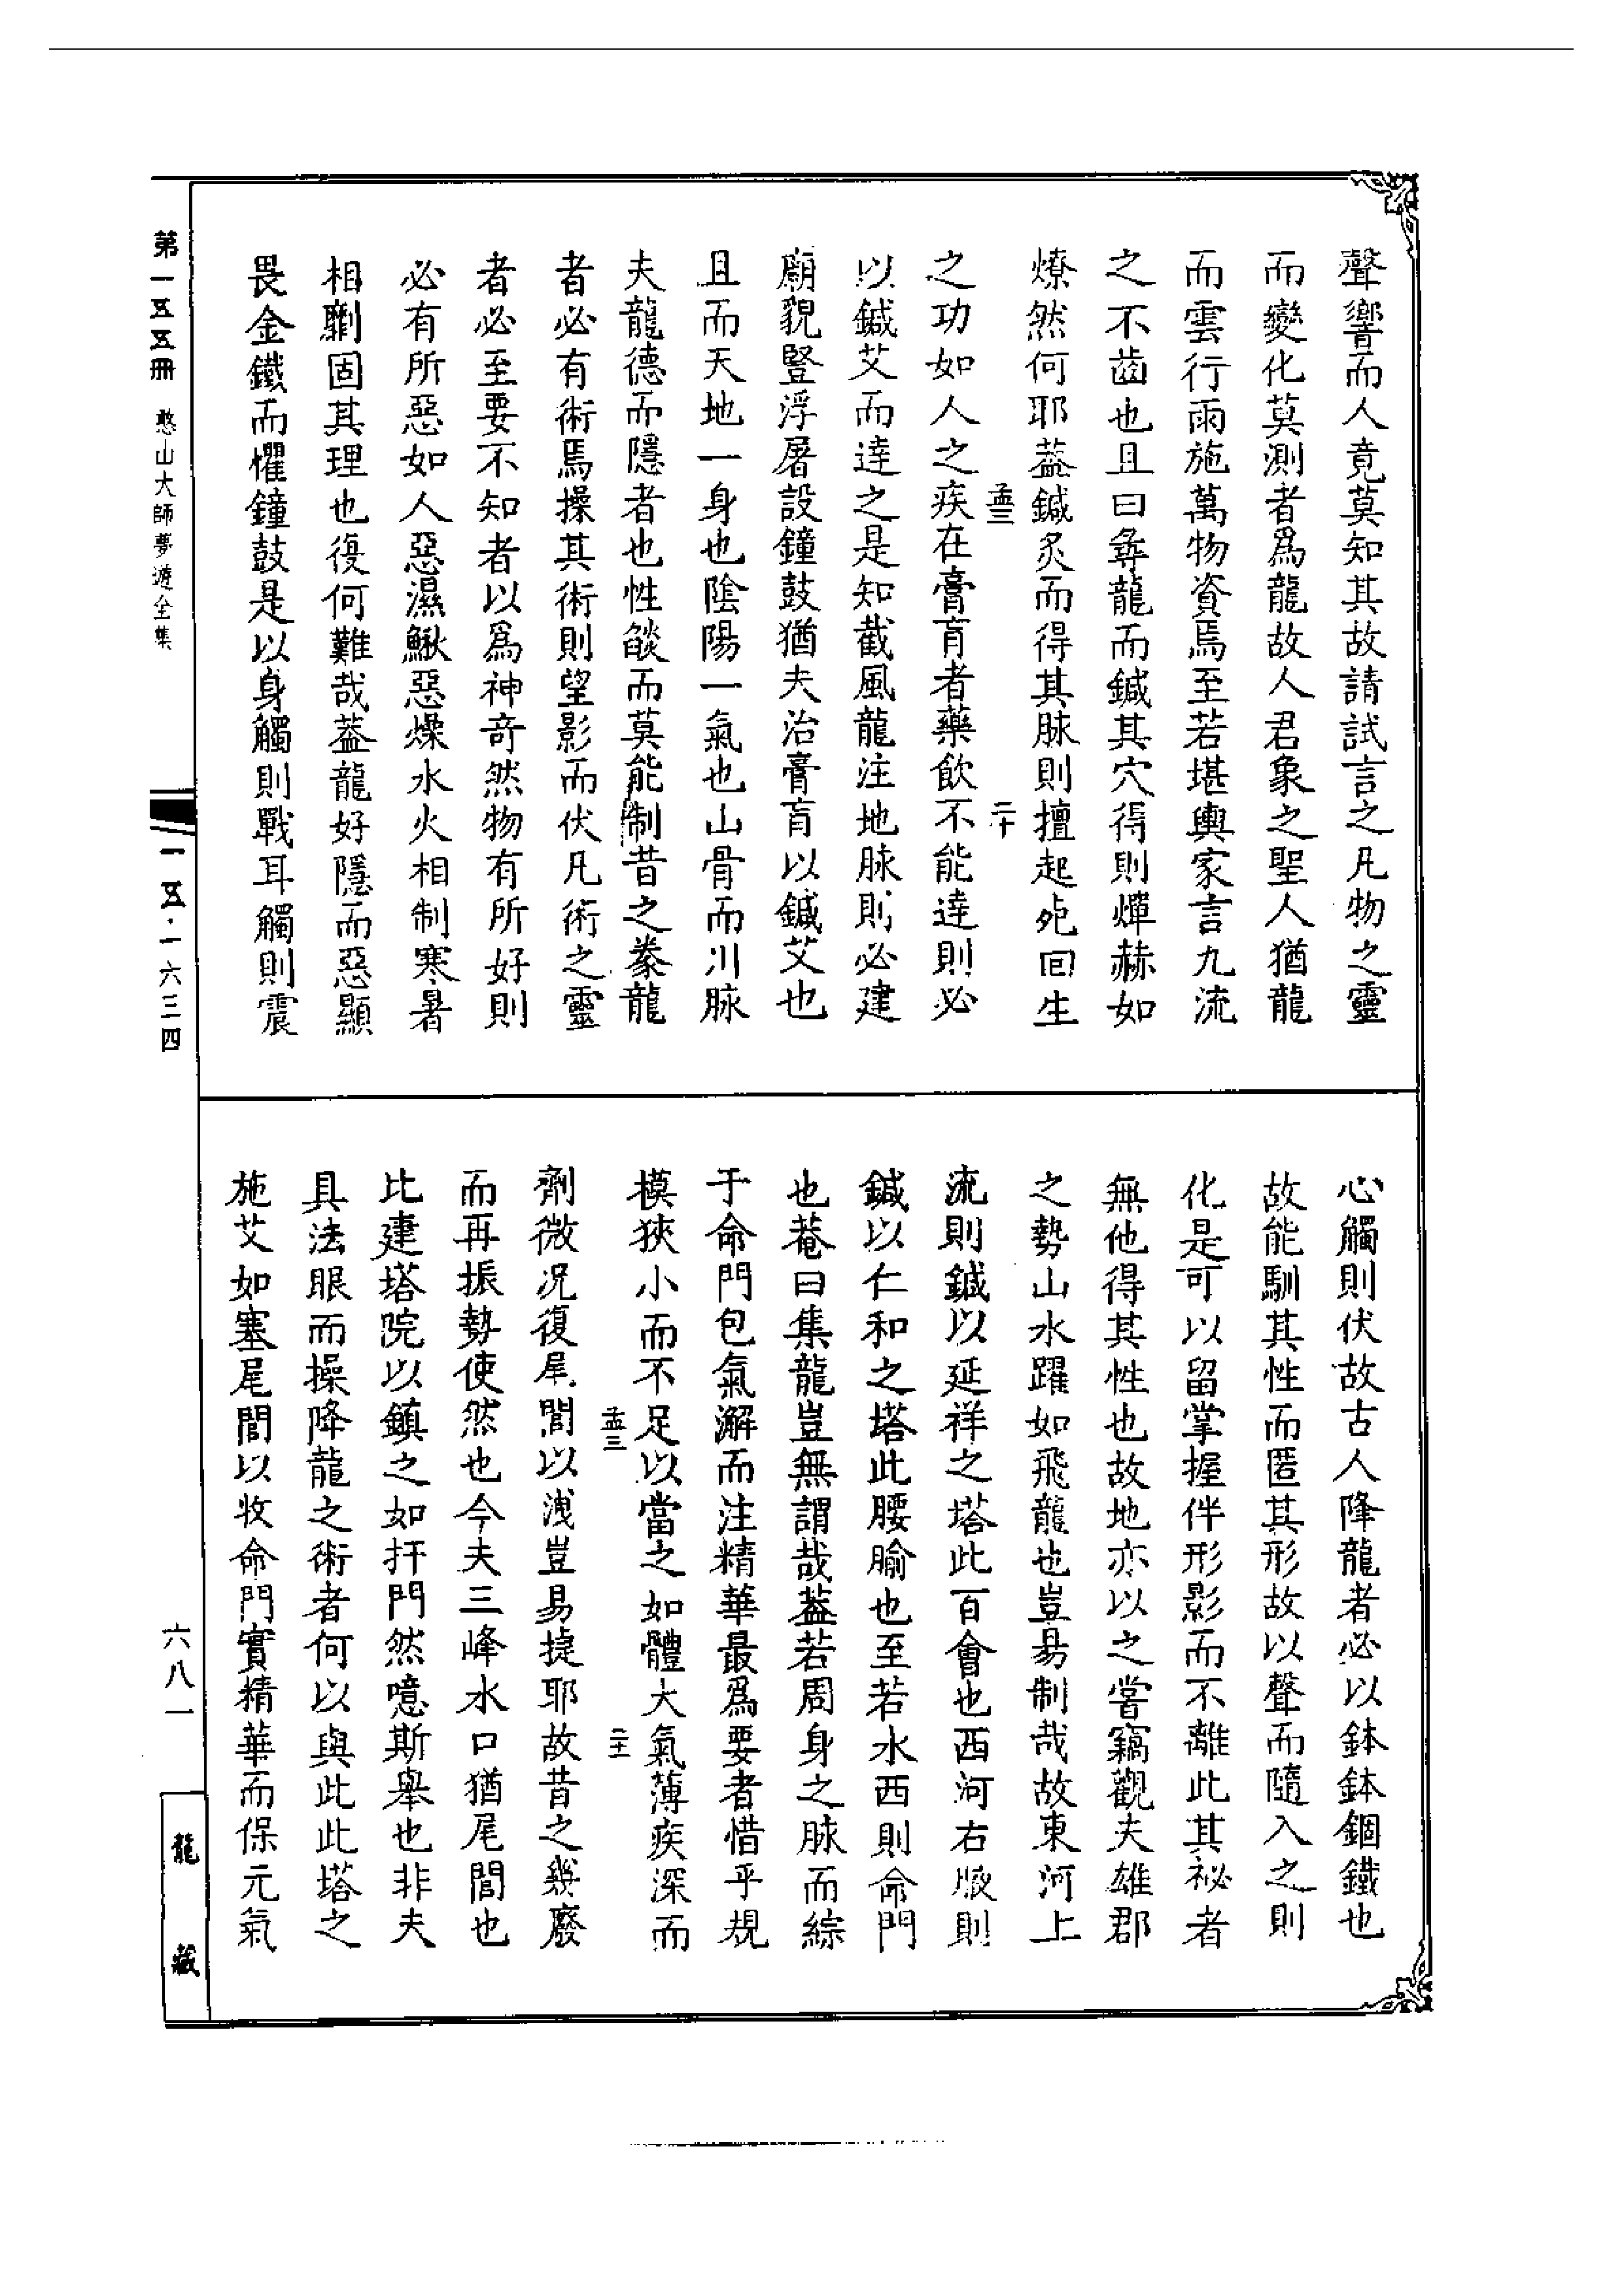 聲響而人竟莫知其故請試言之凡物之靈
而變化莫測者爲龍故人君象之聖人猶龍
而雲行雨施萬物資焉至若堪輿家言九流
之不齒也且曰彝龍而鍼其穴得則燀赫如
燎然何耶葢鍼炙而得其脉則擅起死回生
孟三
二十
之功如人之疾在膏肓者藥飲不能達則必
以鍼艾而達之是知截風龍注地脉則必建
廟貌豎浮屠設鐘鼓猶夫治膏肓以鍼艾也
且而天地一身也陰陽一氣也山骨而川脉
夫龍德而隱者也性燄而莫能制昔之豢龍
者必有術焉操其術則望影而伏凡術之靈
者必至要不知者以爲神奇然物有所好則
必有所惡如人惡濕鰍惡燥水火相制寒暑
相劘固其理也復何難哉葢龍好隱而惡顯
畏金鐵而懼鐘鼓是以身觸則戰耳觸則震
心觸則伏故古人降龍者必以鉢鉢錮鐵也
故能馴其性而匿其形故以聲而隨入之則
化是可以留掌握伴形影而不離此其祕者
無他得其性也故地亦以之嘗竊觀夫雄郡
之勢山水躍如飛龍也豈易制哉故東河上
流則鍼以延祥之塔此百會也西河右腋則
鍼以仁和之塔此腰腧也至若水西則命門
也菴曰集龍豈無謂哉葢若周身之脉而綜
于命門包氣澥而注精華最爲要者惜乎規
模狹小而不足以當之如體大氣薄疾深而
孟三
二十一
劑微况復尾閭以洩豈易捷耶故昔之幾廢
而再振勢使然也今夫三峰水口猶尾閭也
比建塔院以鎮之如扞門然噫斯舉也非夫
具法眼而操降龍之術者何以與此此塔之
施艾如塞尾閭以牧命門實精華而保元氣
第一五五冊 憨山大師夢遊全集
一五·一六三四
六八一
龍藏